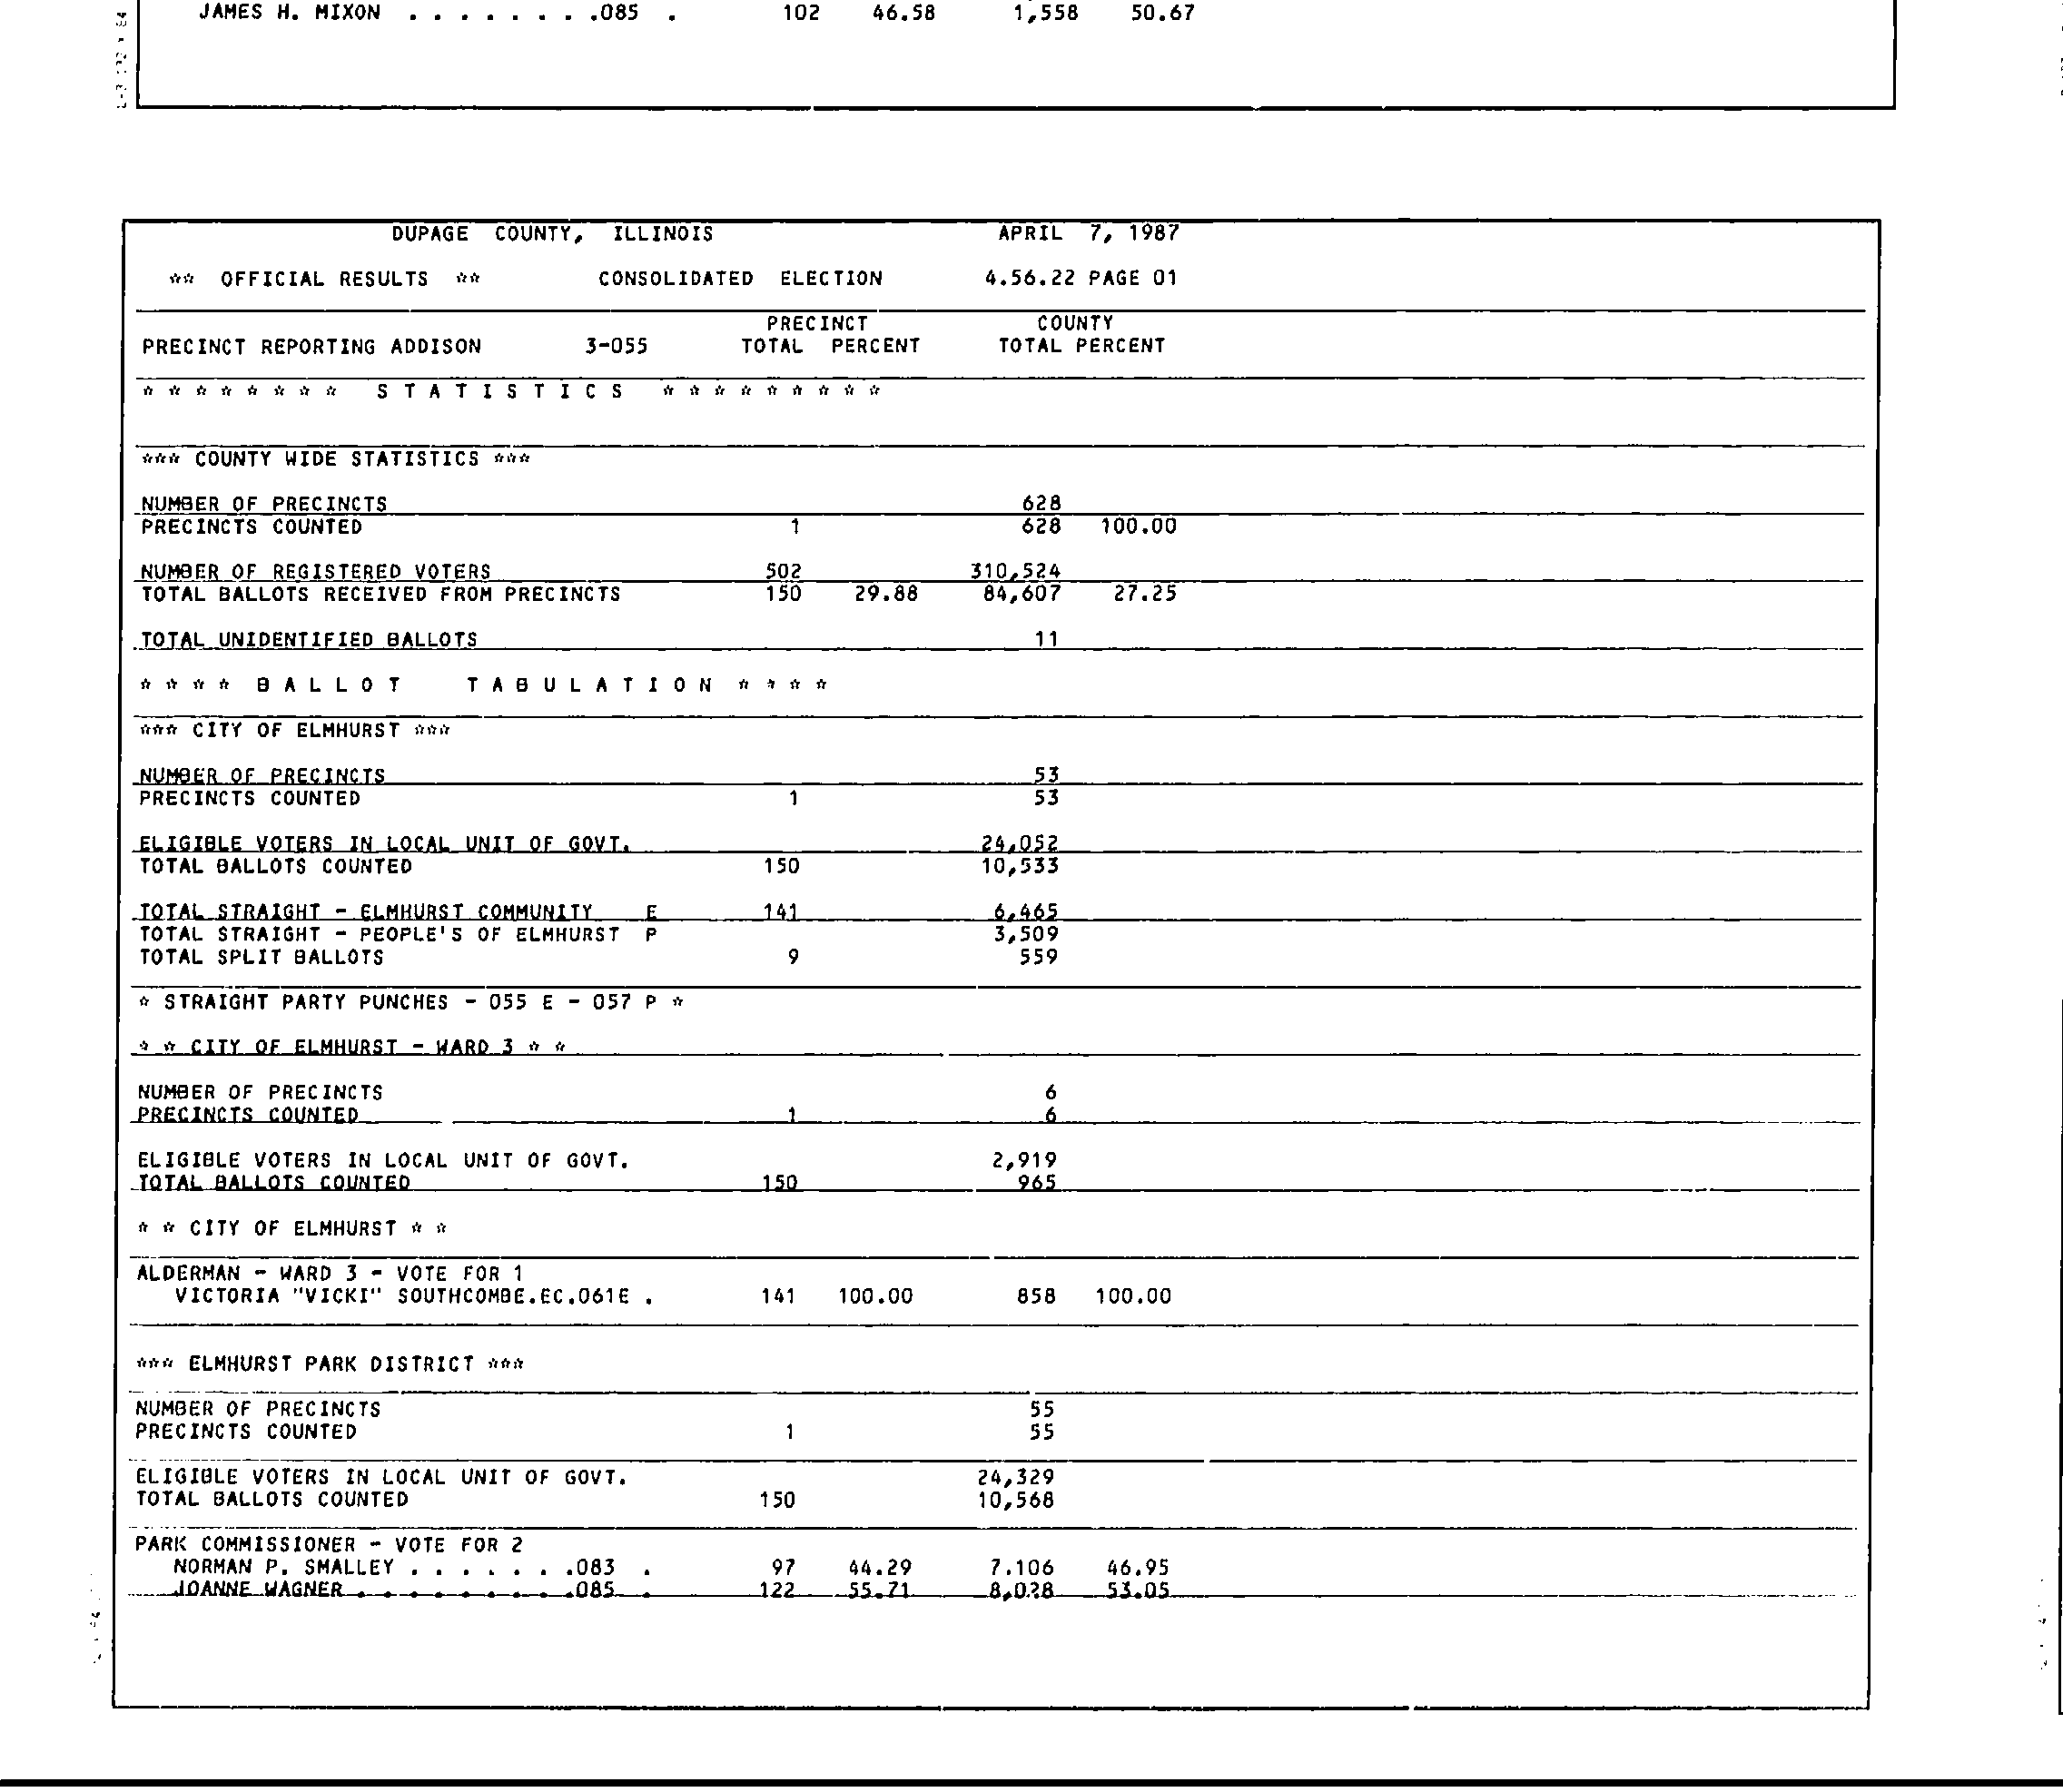 JAMES H. MIXON . . . . . . . .085 . 102 46.58 1,558 50.67
DUPAGE COUNTY, ILLINOIS APRIL 7, 1987
** OFFICIAL RESULTS ** CONSOLIDATED ELECTION 4.56.22 PAGE 01
PRECINCT COUNTY
PRECINCT REPORTING ADDISON 3-055 TOTAL PERCENT TOTAL PERCENT
* * * * * * * * S T A T I S T I C S * * * * * * * * *
*** COUNTY WIDE STATISTICS ***
NUMBER OF PRECINCTS 628
PRECINCTS COUNTED 1 628 100.00
NUMBER OF REGISTERED VOTERS 502 310,524
TOTAL BALLOTS RECEIVED FROM PRECINCTS 150 29.88 84,607 27.25
TOTAL UNIDENTIFIED BALLOTS 11
* * * * B A L L O T T A B U L A T I O N * * * *
*** CITY OF ELMHURST ***
NUMBER OF PRECINCTS 53
PRECINCTS COUNTED 1 53
ELIGIBLE VOTERS IN LOCAL UNIT OF GOVT. 24,052
TOTAL BALLOTS COUNTED 150 10,533
TOTAL STRAIGHT - ELMHURST COMMUNITY E 141 6,465
TOTAL STRAIGHT - PEOPLE'S OF ELMHURST P 3,509
TOTAL SPLIT BALLOTS 9 559
* STRAIGHT PARTY PUNCHES - 055 E - 057 P *
* * CITY OF ELMHURST - WARD 3 * *
NUMBER OF PRECINCTS 6
PRECINCTS COUNTED 1 6
ELIGIBLE VOTERS IN LOCAL UNIT OF GOVT. 2,919
TOTAL BALLOTS COUNTED 150 965
* * CITY OF ELMHURST * *
ALDERMAN - WARD 3 - VOTE FOR 1
VICTORIA "VICKI" SOUTHCOMBE.EC.061E . 141 100.00 858 100.00
*** ELMHURST PARK DISTRICT ***
NUMBER OF PRECINCTS 55
PRECINCTS COUNTED 1 55
ELIGIBLE VOTERS IN LOCAL UNIT OF GOVT. 24,329
TOTAL BALLOTS COUNTED 150 10,568
PARK COMMISSIONER - VOTE FOR 2
NORMAN P. SMALLEY . . . . . . .083 . 97 44.29 7.106 46.95
JOANNE WAGNER . . . . . . . . .085 . 122 55.71 8,028 53.05